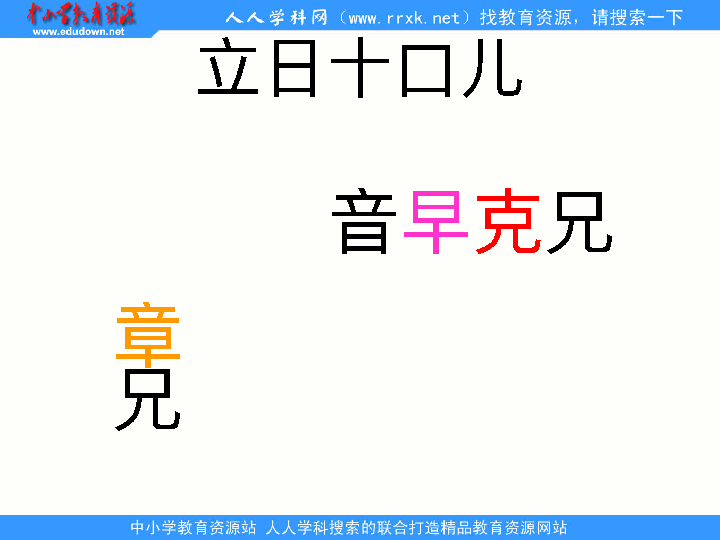 中小学教育资源
www.edudown.net
人人学科网（www.rrxk.net）找教育资源，请搜索一下
立日十口儿
音早克兄
章
兄
中小学教育资源站 人人学科搜索的联合打造精品教育资源网站